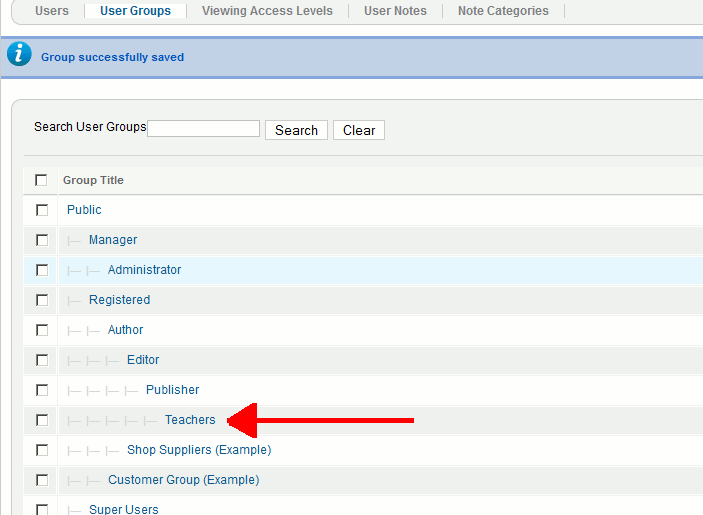 Users User Groups Viewing Access Levels User Notes Note Categories
Group successfully saved
Search User Groups Search Clear
Group Title
Public
|— Manager
|— |— Administrator
|— Registered
|— |— Author
|— |— |— Editor
|— |— |— |— Publisher
|— |— |— |— |— Teachers
|— |— |— Shop Suppliers (Example)
|— |— Customer Group (Example)
|— Super Users